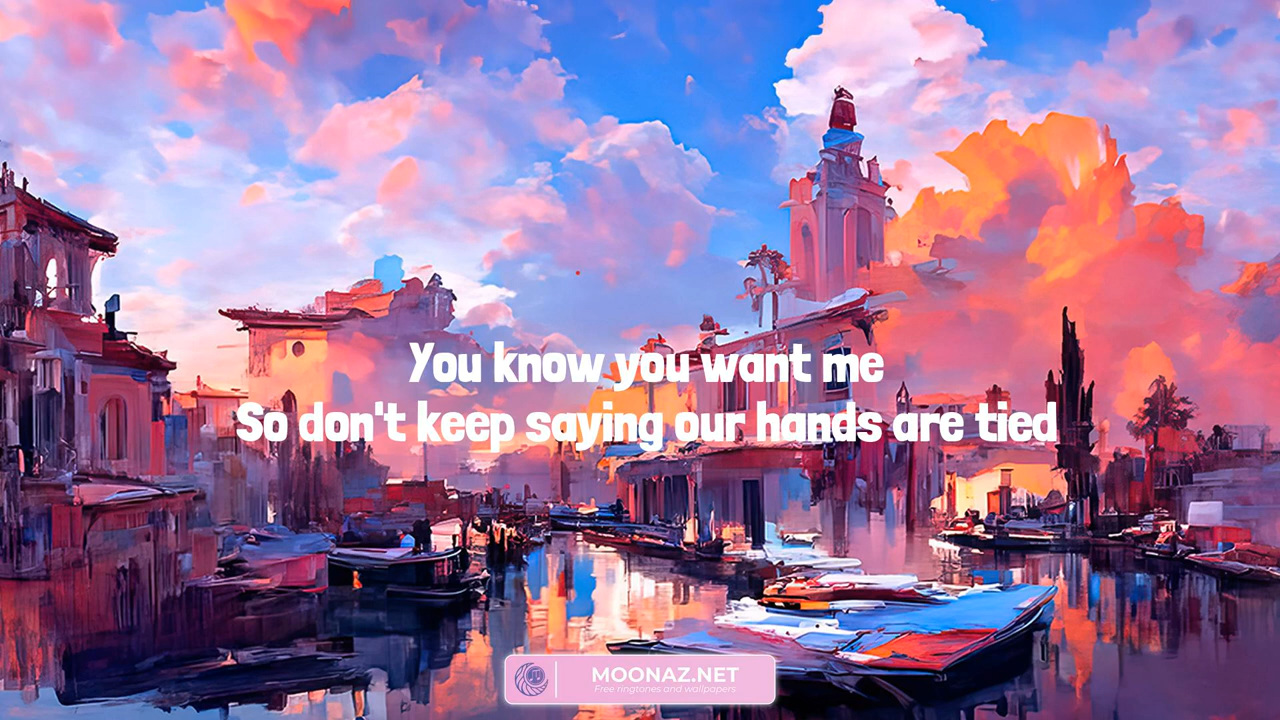 You know you want me
So don't keep saying our hands are tied
MOONAZ.NET
Free ringtones and wallpapers